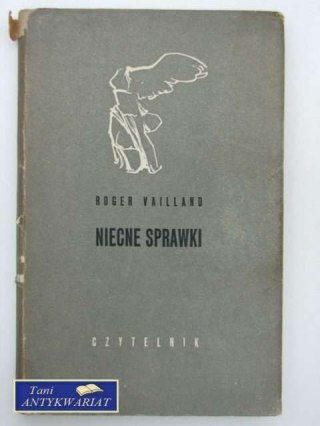 ROGER VAILLAND
NIECNE SPRAWKI
CZYTELNIK
Tani
ANTYKWARIAT